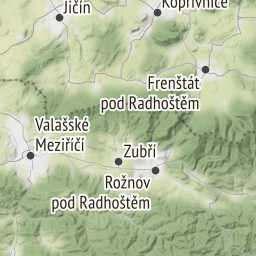 Jičín
Kopřivnice
Frenštát
pod Radhoštěm
Valašské
Meziříčí
Zubří
Rožnov
pod Radhoštěm